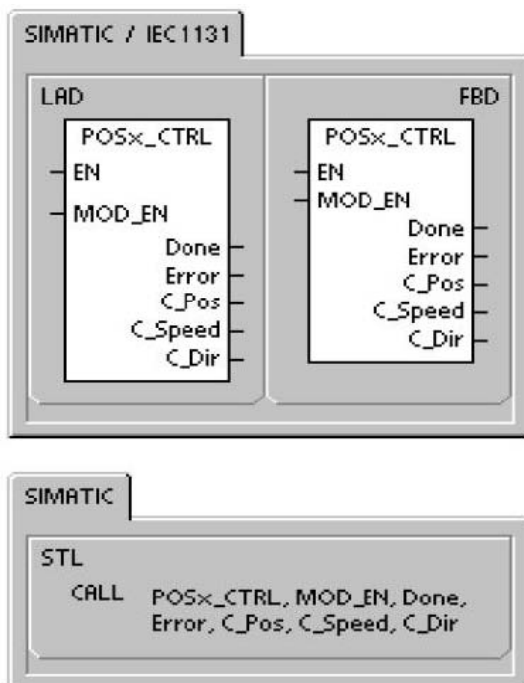 SIMATIC / IEC1131
LAD
POSx_CTRL
EN
MOD_EN
Done
Error
C_Pos
C_Speed
C_Dir
FBD
POSx_CTRL
EN
MOD_EN
Done
Error
C_Pos
C_Speed
C_Dir
SIMATIC
STL
CALL POSx_CTRL, MOD_EN, Done,
Error, C_Pos, C_Speed, C_Dir